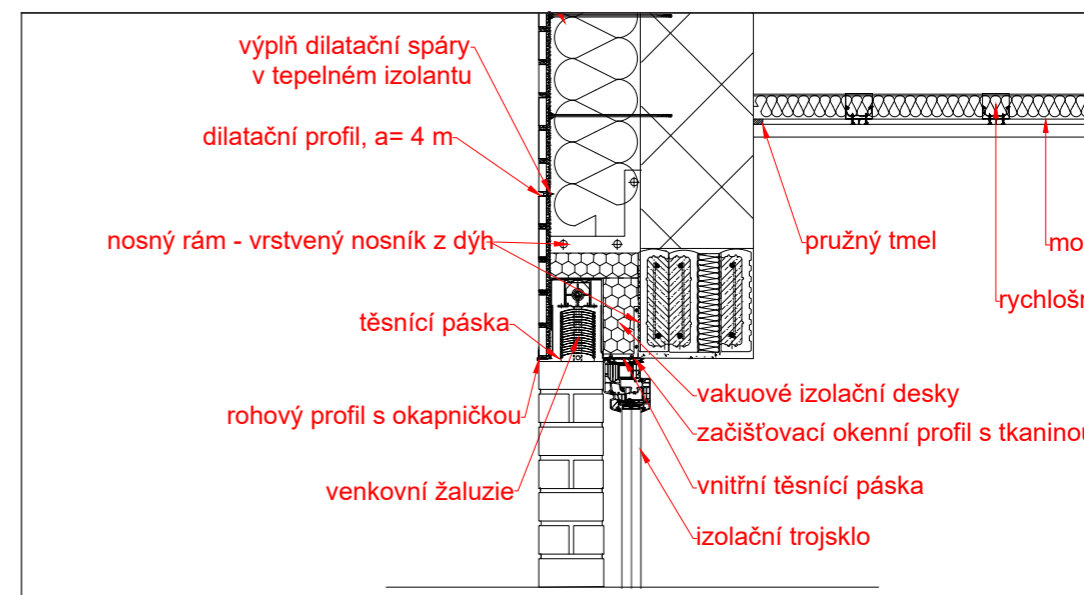 výplň dilatační spáry
v tepelném izolantu
dilatační profil, a= 4 m
nosný rám - vrstvený nosník z dýh
těsnící páska
rohový profil s okapničkou
venkovní žaluzie
pružný tmel
vakuové izolační desky
začišťovací okenní profil s tkaninou
vnitřní těsnící páska
izolační trojsklo